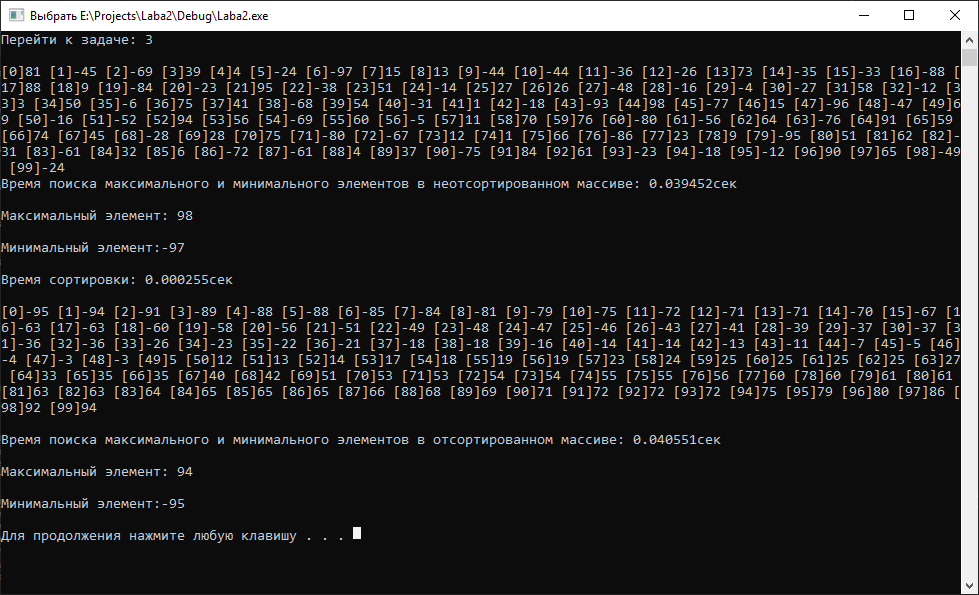 Выбрать E:\Projects\Laba2\Debug\Laba2.exe
Перейти к задаче: 3
[0]81 [1]-45 [2]-69 [3]39 [4]4 [5]-24 [6]-97 [7]15 [8]13 [9]-44 [10]-44 [11]-36 [12]-26 [13]73 [14]-35 [15]-33 [16]-88 [
17]88 [18]9 [19]-84 [20]-23 [21]95 [22]-38 [23]51 [24]-14 [25]27 [26]26 [27]-48 [28]-16 [29]-4 [30]-27 [31]58 [32]-12 [3
3]3 [34]50 [35]-6 [36]75 [37]41 [38]-68 [39]54 [40]-31 [41]1 [42]-18 [43]-93 [44]98 [45]-77 [46]15 [47]-96 [48]-47 [49]6
9 [50]-16 [51]-52 [52]94 [53]56 [54]-69 [55]60 [56]-5 [57]11 [58]70 [59]76 [60]-80 [61]-56 [62]64 [63]-76 [64]91 [65]59
[66]74 [67]45 [68]-28 [69]28 [70]75 [71]-80 [72]-67 [73]12 [74]1 [75]66 [76]-86 [77]23 [78]9 [79]-95 [80]51 [81]62 [82]-
31 [83]-61 [84]32 [85]6 [86]-72 [87]-61 [88]4 [89]37 [90]-75 [91]84 [92]61 [93]-23 [94]-18 [95]-12 [96]90 [97]65 [98]-49
[99]-24
Время поиска максимального и минимального элементов в неотсортированном массиве: 0.039452сек
Максимальный элемент: 98
Минимальный элемент:-97
Время сортировки: 0.000255сек
[0]-95 [1]-94 [2]-91 [3]-89 [4]-88 [5]-88 [6]-85 [7]-84 [8]-81 [9]-79 [10]-75 [11]-72 [12]-71 [13]-71 [14]-70 [15]-67 [1
6]-63 [17]-63 [18]-60 [19]-58 [20]-56 [21]-51 [22]-49 [23]-48 [24]-47 [25]-46 [26]-43 [27]-41 [28]-39 [29]-37 [30]-37 [3
1]-36 [32]-36 [33]-26 [34]-23 [35]-22 [36]-21 [37]-18 [38]-18 [39]-16 [40]-14 [41]-14 [42]-13 [43]-11 [44]-7 [45]-5 [46]
-4 [47]-3 [48]-3 [49]5 [50]12 [51]13 [52]14 [53]17 [54]18 [55]19 [56]19 [57]23 [58]24 [59]25 [60]25 [61]25 [62]25 [63]27
[64]33 [65]35 [66]35 [67]40 [68]42 [69]51 [70]53 [71]53 [72]54 [73]54 [74]55 [75]55 [76]56 [77]60 [78]60 [79]61 [80]61
[81]63 [82]63 [83]64 [84]65 [85]65 [86]65 [87]66 [88]68 [89]69 [90]71 [91]72 [92]72 [93]72 [94]75 [95]79 [96]80 [97]86 [
98]92 [99]94
Время поиска максимального и минимального элементов в отсортированном массиве: 0.040551сек
Максимальный элемент: 94
Минимальный элемент:-95
Для продолжения нажмите любую клавишу . . .